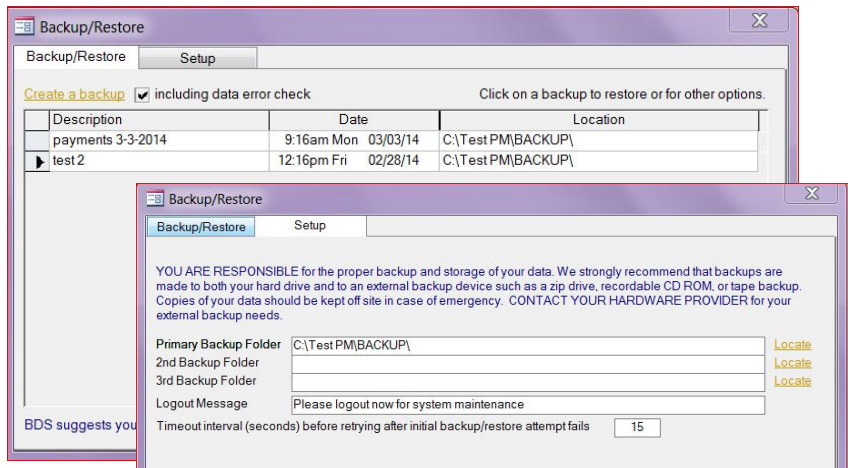 Backup/Restore
Backup/Restore Setup
Create a backup including data error check Click on a backup to restore or for other options.
Description Date Location
payments 3-3-2014 9:16am Mon 03/03/14 C:\Test PM\BACKUP\
test 2 12:16pm Fri 02/28/14 C:\Test PM\BACKUP\
BDS suggests you
Backup/Restore
Backup/Restore Setup
YOU ARE RESPONSIBLE for the proper backup and storage of your data. We strongly recommend that backups are
made to both your hard drive and to an external backup device such as a zip drive, recordable CD ROM, or tape backup.
Copies of your data should be kept off site in case of emergency. CONTACT YOUR HARDWARE PROVIDER for your
external backup needs.
Primary Backup Folder C:\Test PM\BACKUP\ Locate
2nd Backup Folder Locate
3rd Backup Folder Locate
Logout Message Please logout now for system maintenance
Timeout interval (seconds) before retrying after initial backup/restore attempt fails 15